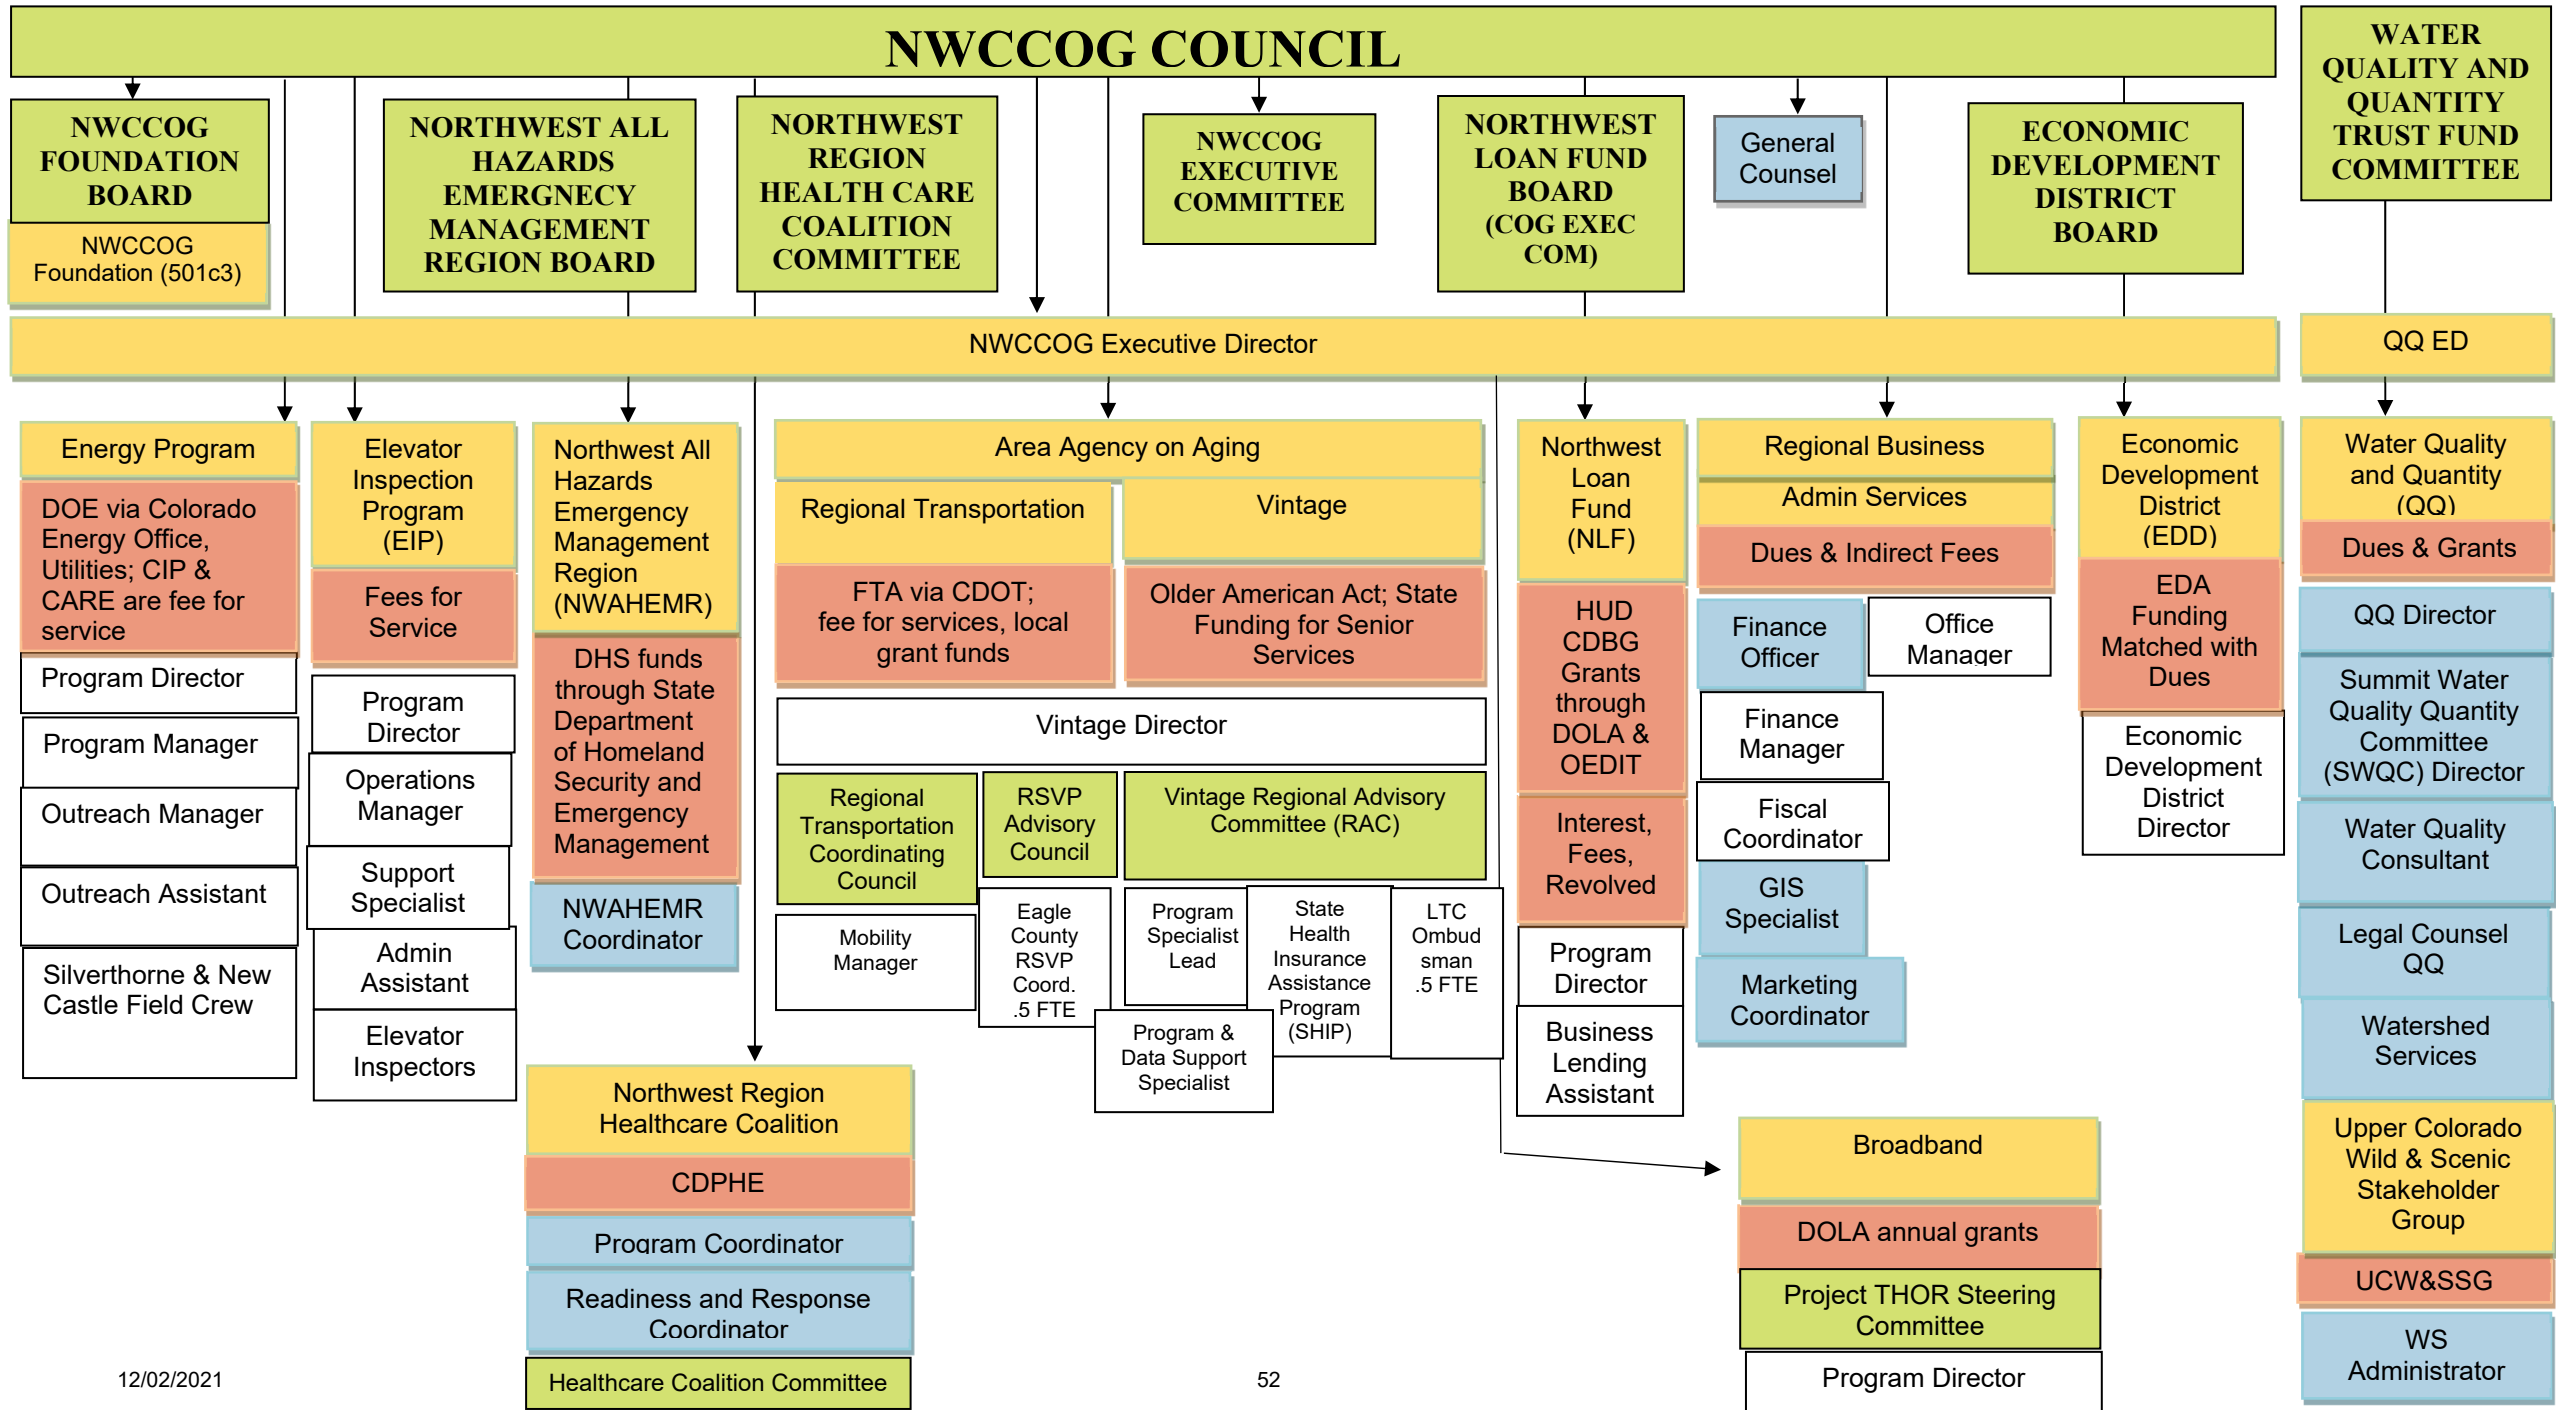 NWCCOG COUNCIL
WATER
QUALITY AND
QUANTITY
TRUST FUND
COMMITTEE
NWCCOG
FOUNDATION
BOARD
NWCCOG
Foundation (501c3)
NORTHWEST ALL
HAZARDS
EMERGNECY
MANAGEMENT
REGION BOARD
NORTHWEST
REGION
HEALTH CARE
COALITION
COMMITTEE
NWCCOG
EXECUTIVE
COMMITTEE
NORTHWEST
LOAN FUND
BOARD
(COG EXEC
COM)
General
Counsel
ECONOMIC
DEVELOPMENT
DISTRICT
BOARD
NWCCOG Executive Director
QQ ED
Energy Program
DOE via Colorado
Energy Office,
Utilities; CIP &
CARE are fee for
service
Program Director
Program Manager
Outreach Manager
Outreach Assistant
Silverthorne & New
Castle Field Crew
Elevator
Inspection
Program
(EIP)
Fees for
Service
Program
Director
Operations
Manager
Support
Specialist
Admin
Assistant
Elevator
Inspectors
Northwest All
Hazards
Emergency
Management
Region
(NWAHEMR)
DHS funds
through State
Department
of Homeland
Security and
Emergency
Management
NWAHEMR
Coordinator
Northwest Region
Healthcare Coalition
CDPHE
Program Coordinator
Readiness and Response
Coordinator
Healthcare Coalition Committee
Area Agency on Aging
Regional Transportation
Vintage
FTA via CDOT;
fee for services, local
grant funds
Older American Act; State
Funding for Senior
Services
Vintage Director
Regional
Transportation
Coordinating
Council
RSVP
Advisory
Council
Vintage Regional Advisory
Committee (RAC)
Mobility
Manager
Eagle
County
RSVP
Coord.
.5 FTE
Program
Specialist
Lead
State
Health
Insurance
Assistance
Program
(SHIP)
LTC
Ombud
sman
.5 FTE
Program &
Data Support
Specialist
Northwest
Loan
Fund
(NLF)
HUD
CDBG
Grants
through
DOLA &
OEDIT
Interest,
Fees,
Revolved
Program
Director
Business
Lending
Assistant
Regional Business
Admin Services
Dues & Indirect Fees
Finance
Officer
Office
Manager
Finance
Manager
Fiscal
Coordinator
GIS
Specialist
Marketing
Coordinator
Broadband
DOLA annual grants
Project THOR Steering
Committee
Program Director
Economic
Development
District
(EDD)
EDA
Funding
Matched with
Dues
Economic
Development
District
Director
Water Quality
and Quantity
(QQ)
Dues & Grants
QQ Director
Summit Water
Quality Quantity
Committee
(SWQC) Director
Water Quality
Consultant
Legal Counsel
QQ
Watershed
Services
Upper Colorado
Wild & Scenic
Stakeholder
Group
UCW&SSG
WS
Administrator
12/02/2021
52